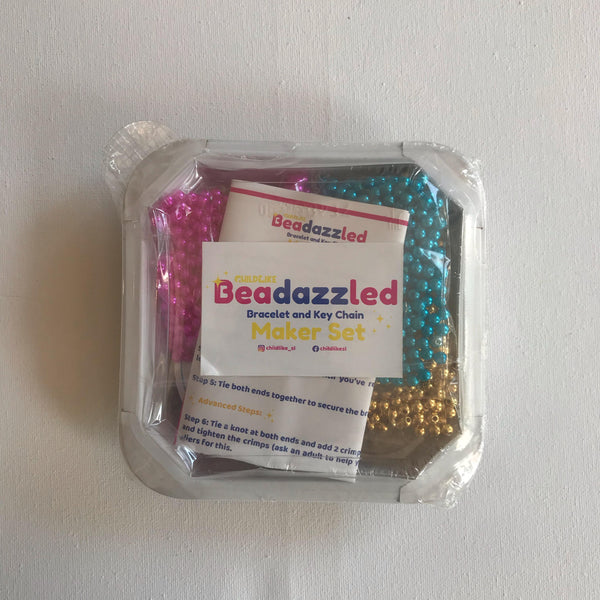 Beadazzled
Bracelet and Key Chain
CHILDLIKE
Beadazzled
Bracelet and Key Chain
Maker Set
childlike_sl childlikesl
you've
Step 5: Tie both ends together to secure the
Advanced Steps:
Step 6: Tie a knot at both ends and add 2 crimp
and tighten the crimps (ask an adult to help
for this.